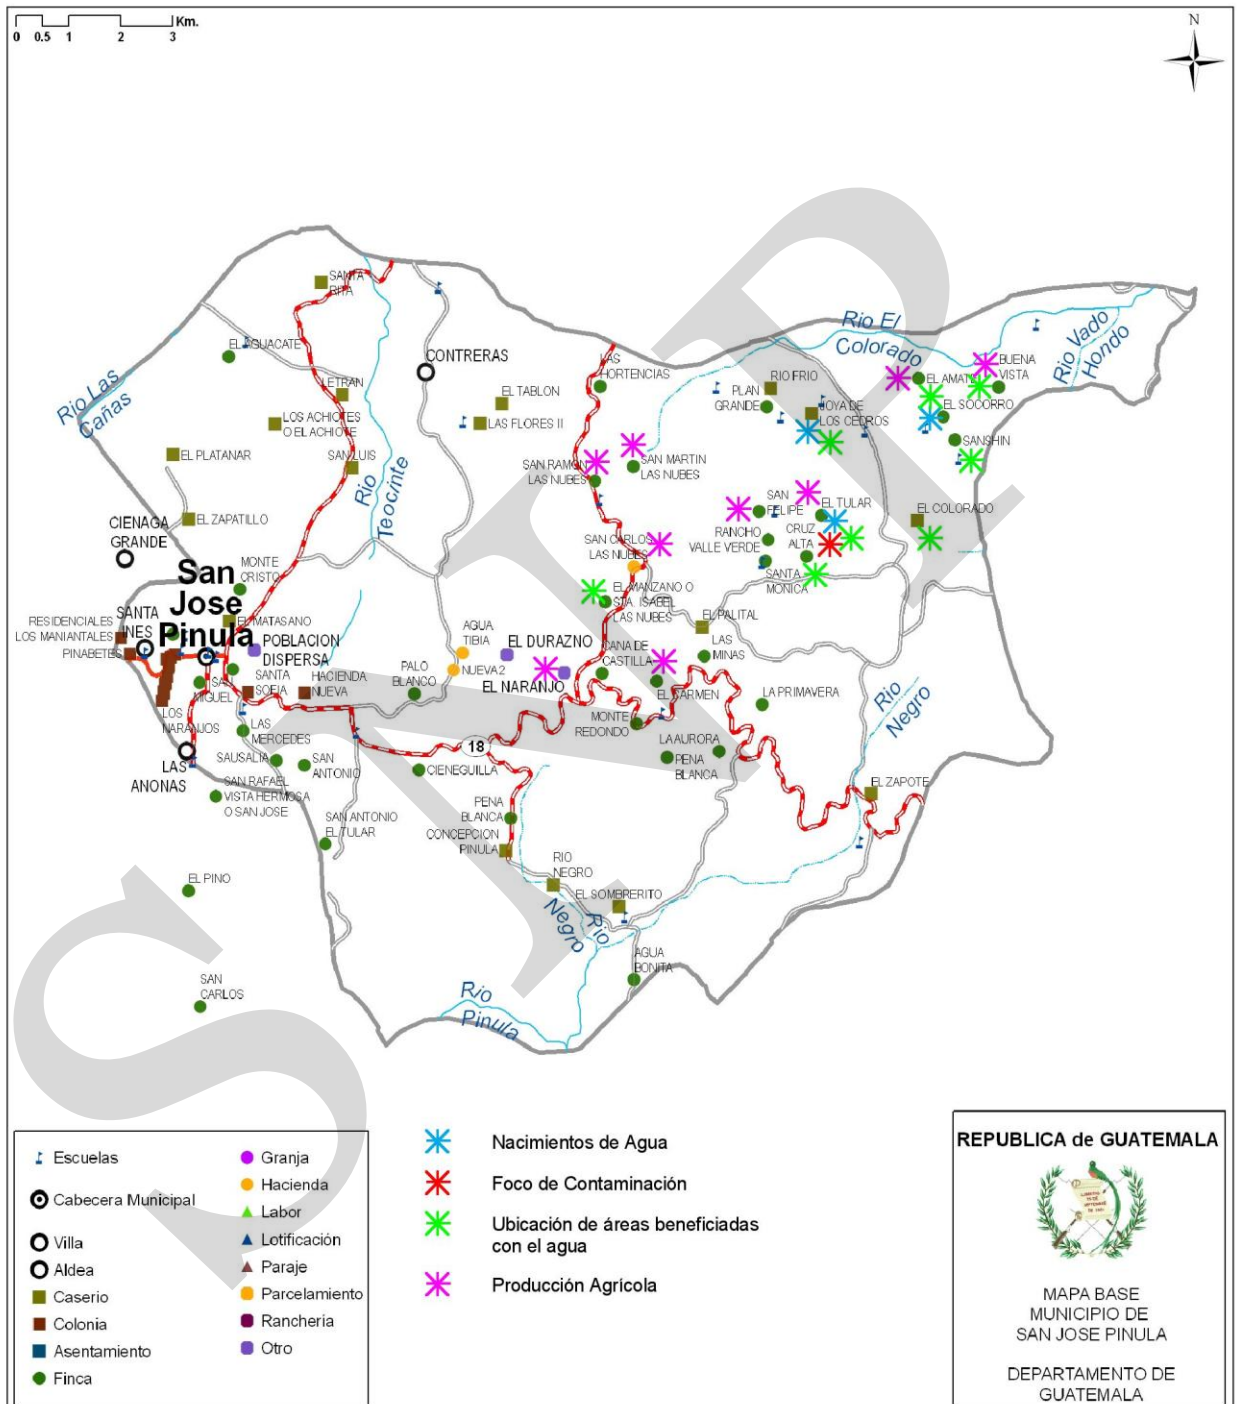 Km.
0 0.5 1 2 3
N
SANTA
RITA
EL AGUACATE
Rio Las
Cañas
LETRAN
LOS ACHIOTES
O EL ACHIOTE
EL PLATANAR
SAN LUIS
EL ZAPATILLO
CIENAGA
GRANDE
Rio
Teocinte
CONTRERAS
EL TABLON
LAS FLORES II
LAS
HORTENCIAS
SAN RAMON
LAS NUBES
SAN MARTIN
LAS NUBES
SAN CARLOS
LAS NUBES
Rio El
Colorado
RIO FRIO
PLAN
GRANDE
JOYA DE
LOS CEDROS
EL AMATE
BUENA
VISTA
Rio Vado
Hondo
EL SOCORRO
SANSHIN
SAN
FELIPE
EL TULAR
RANCHO
VALLE VERDE
CRUZ
ALTA
EL COLORADO
SANTA
MONICA
MONTE
CRISTO
San
Jose
Pinula
RESIDENCIALES
LOS MANIANTALES
SANTA
INES
PINABETES
EL MATASANO
POBLACION
DISPERSA
AGUA
TIBIA
EL DURAZNO
NUEVA2
EL NARANJO
EL MANZANO O
STA. ISABEL
LAS NUBES
EL PALITAL
CANA DE
CASTILLA
LAS
MINAS
SAN
MIGUEL
SANTA
SOFIA
HACIENDA
NUEVA
PALO
BLANCO
EL CARMEN
LA PRIMAVERA
Rio
Negro
LOS
NARANJOS
LAS
MERCEDES
MONTE
REDONDO
LA AURORA
PENA
BLANCA
18
LAS
ANONAS
SAUSALIA
SAN
ANTONIO
CIENEGUILLA
EL ZAPOTE
SAN RAFAEL
VISTA HERMOSA
O SAN JOSE
SAN ANTONIO
EL TULAR
PENA
BLANCA
CONCEPCION
PINULA
RIO
NEGRO
EL SOMBRERITO
Rio
Negro
EL PINO
AGUA
BONITA
SAN
CARLOS
Rio
Pinula
Escuelas
Cabecera Municipal
Villa
Aldea
Caserio
Colonia
Asentamiento
Finca
Granja
Hacienda
Labor
Lotificación
Paraje
Parcelamiento
Rancheria
Otro
Nacimientos de Agua
Foco de Contaminación
Ubicación de áreas beneficiadas
con el agua
Producción Agrícola
REPUBLICA de GUATEMALA
MAPA BASE
MUNICIPIO DE
SAN JOSE PINULA
DEPARTAMENTO DE
GUATEMALA